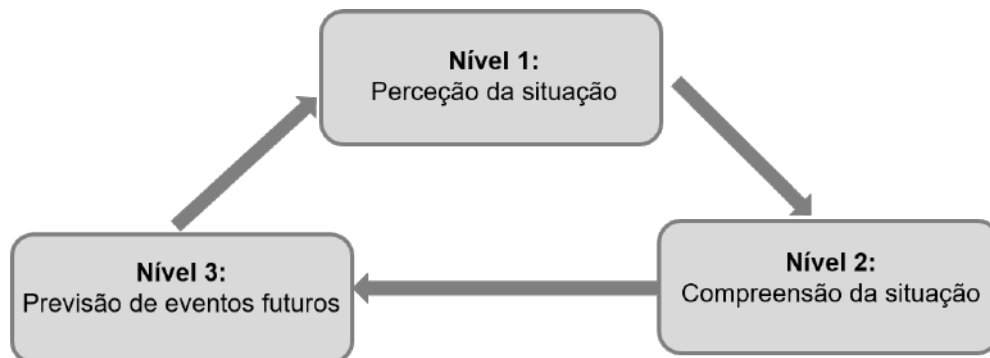 Nível 1:
Perceção da situação
Nível 2:
Compreensão da situação
Nível 3:
Previsão de eventos futuros